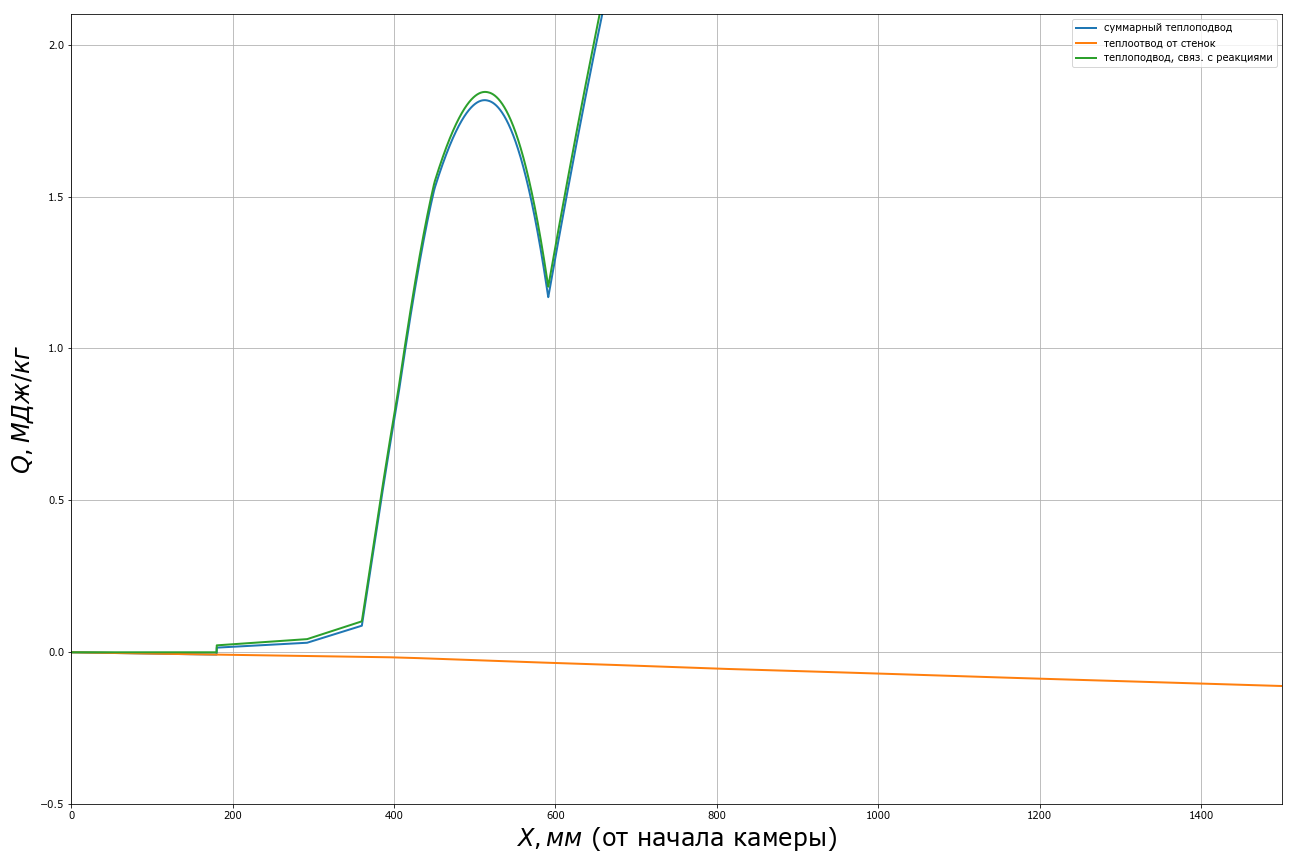 суммарный теплоподвод
теплоотвод от стенок
теплоподвод, связ. с реакциями
2.0
1.5
1.0
0.5
0.0
−0.5
Q, МДж/кг
0 200 400 600 800 1000 1200 1400
X, мм (от начала камеры)